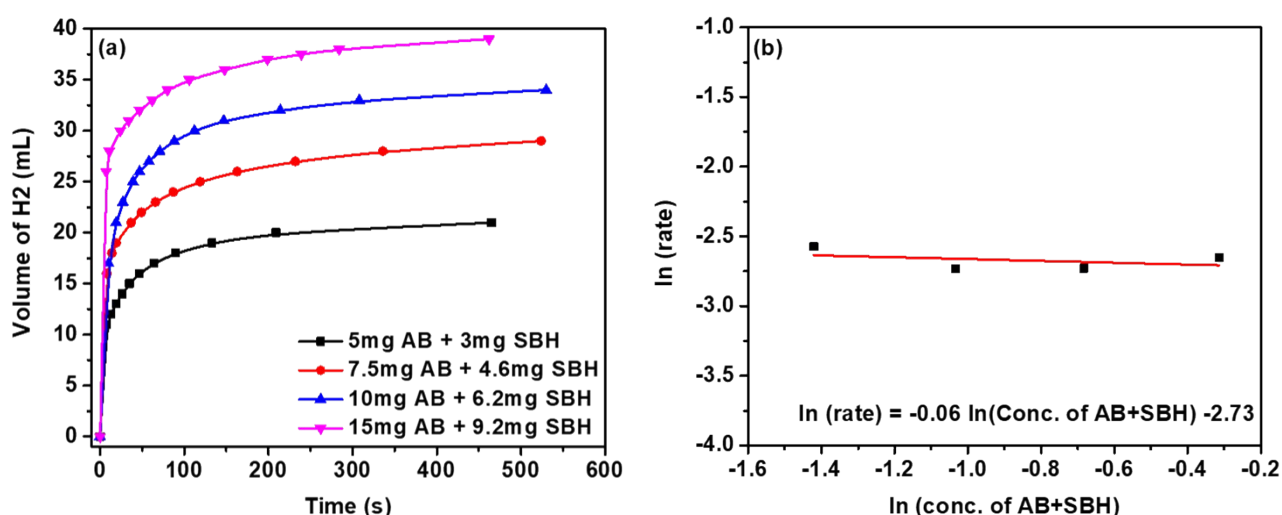 (a)
Volume of H2 (mL)
40
35
30
25
20
15
10
5
0
5mg AB + 3mg SBH
7.5mg AB + 4.6mg SBH
10mg AB + 6.2mg SBH
15mg AB + 9.2mg SBH
0 100 200 300 400 500 600
Time (s)
(b)
ln (rate)
-1.0
-1.5
-2.0
-2.5
-3.0
-3.5
-4.0
ln (rate) = -0.06 ln(Conc. of AB+SBH) -2.73
-1.6 -1.4 -1.2 -1.0 -0.8 -0.6 -0.4 -0.2
ln (conc. of AB+SBH)